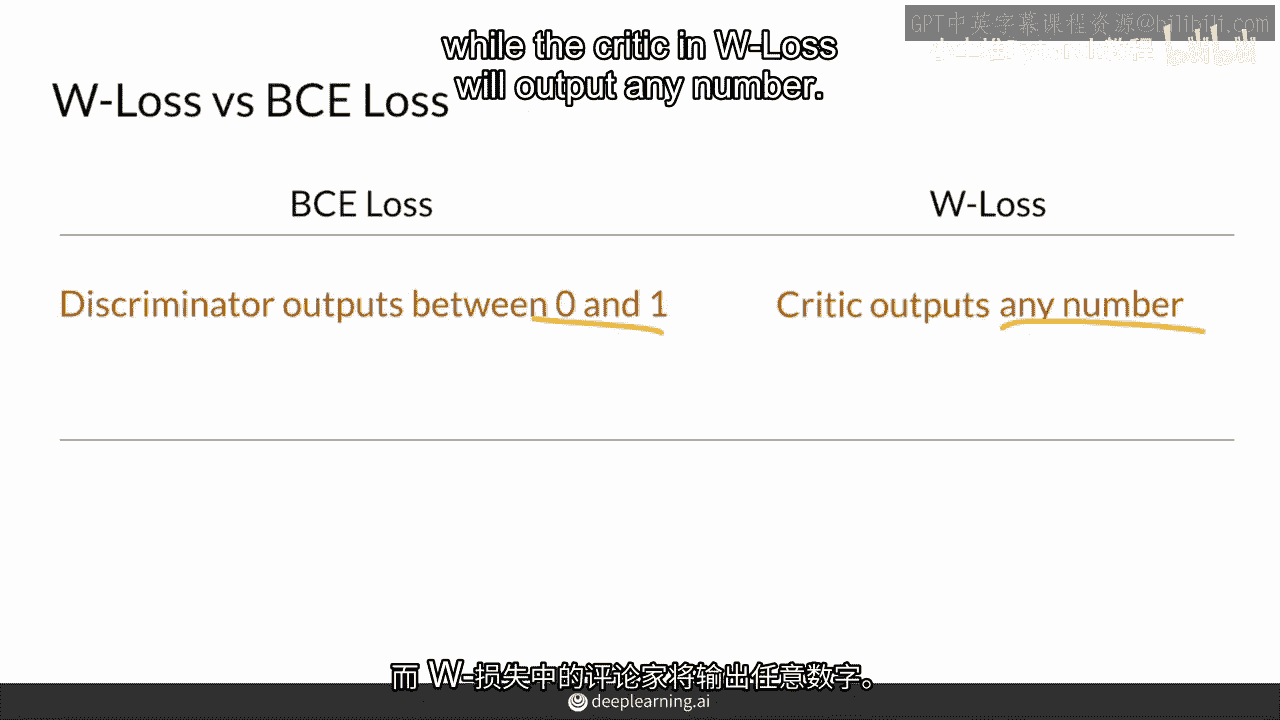 GPT中英字幕课程资源@bilibili.com
while the critic in W-Loss
will output any number.
W-Loss vs BCE Loss
BCE Loss
W-Loss
Discriminator outputs between 0 and 1
Critic outputs any number
而 W-损失中的评论家将输出任意数字。
deeplearning.ai